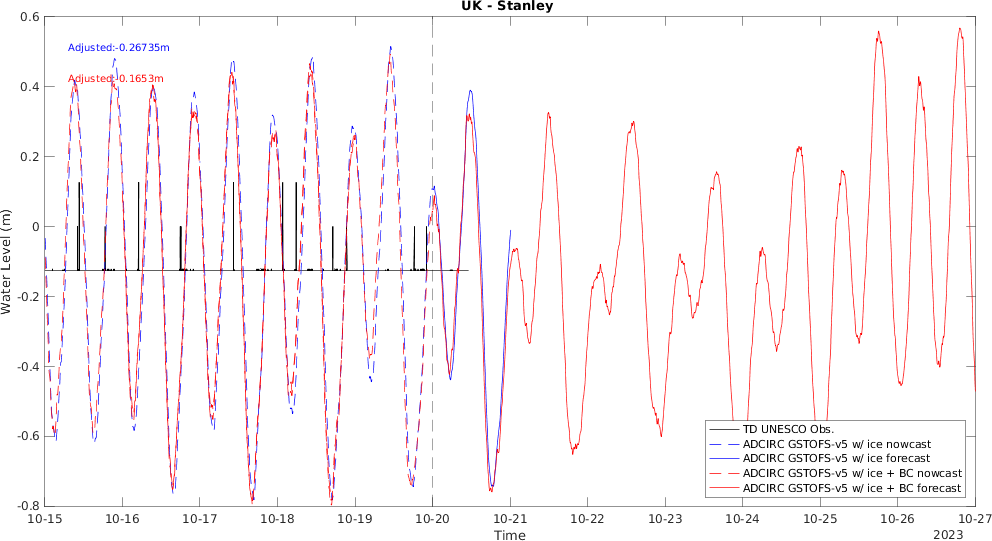 UK - Stanley
Adjusted:-0.26735m
Adjusted:-0.1653m
0.6
0.4
0.2
0
-0.2
-0.4
-0.6
-0.8
Water Level (m)
TD UNESCO Obs.
ADCIRC GSTOFS-v5 w/ ice nowcast
ADCIRC GSTOFS-v5 w/ ice forecast
ADCIRC GSTOFS-v5 w/ ice + BC nowcast
ADCIRC GSTOFS-v5 w/ ice + BC forecast
10-15 10-16 10-17 10-18 10-19 10-20 10-21 10-22 10-23 10-24 10-25 10-26 10-27
Time
2023